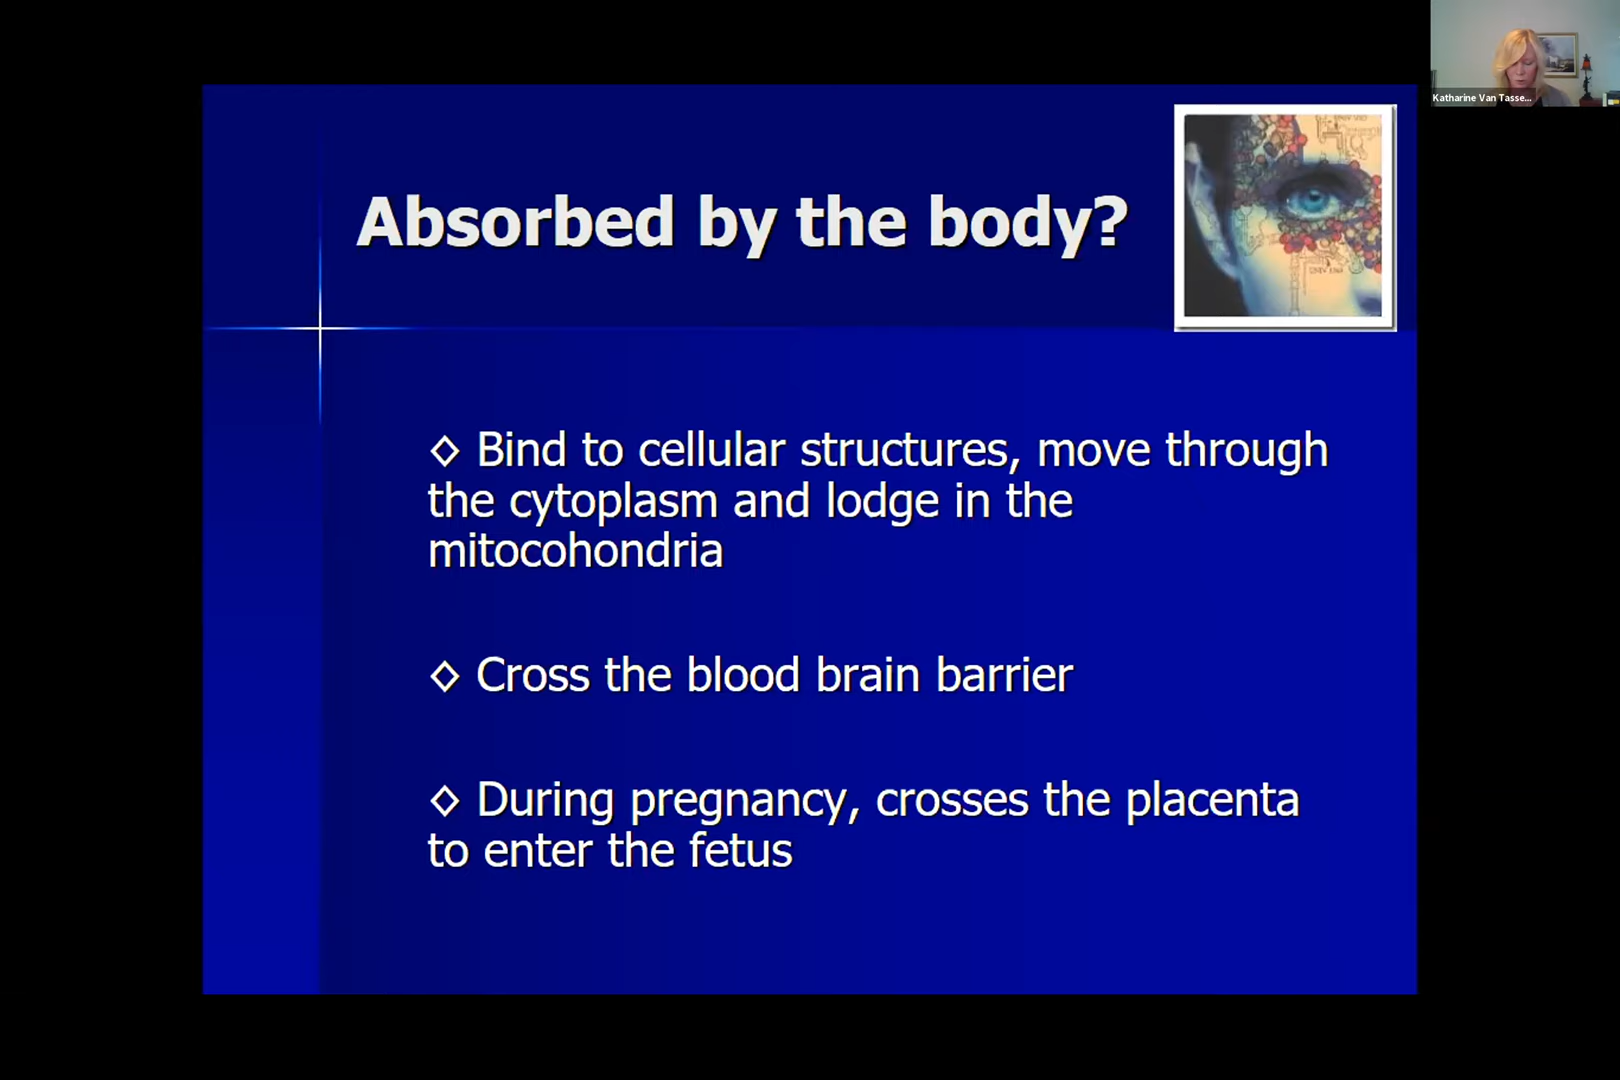 Katharine Van Tasse...
Absorbed by the body?
◇ Bind to cellular structures, move through
the cytoplasm and lodge in the
mitocohondria
◇ Cross the blood brain barrier
◇ During pregnancy, crosses the placenta
to enter the fetus